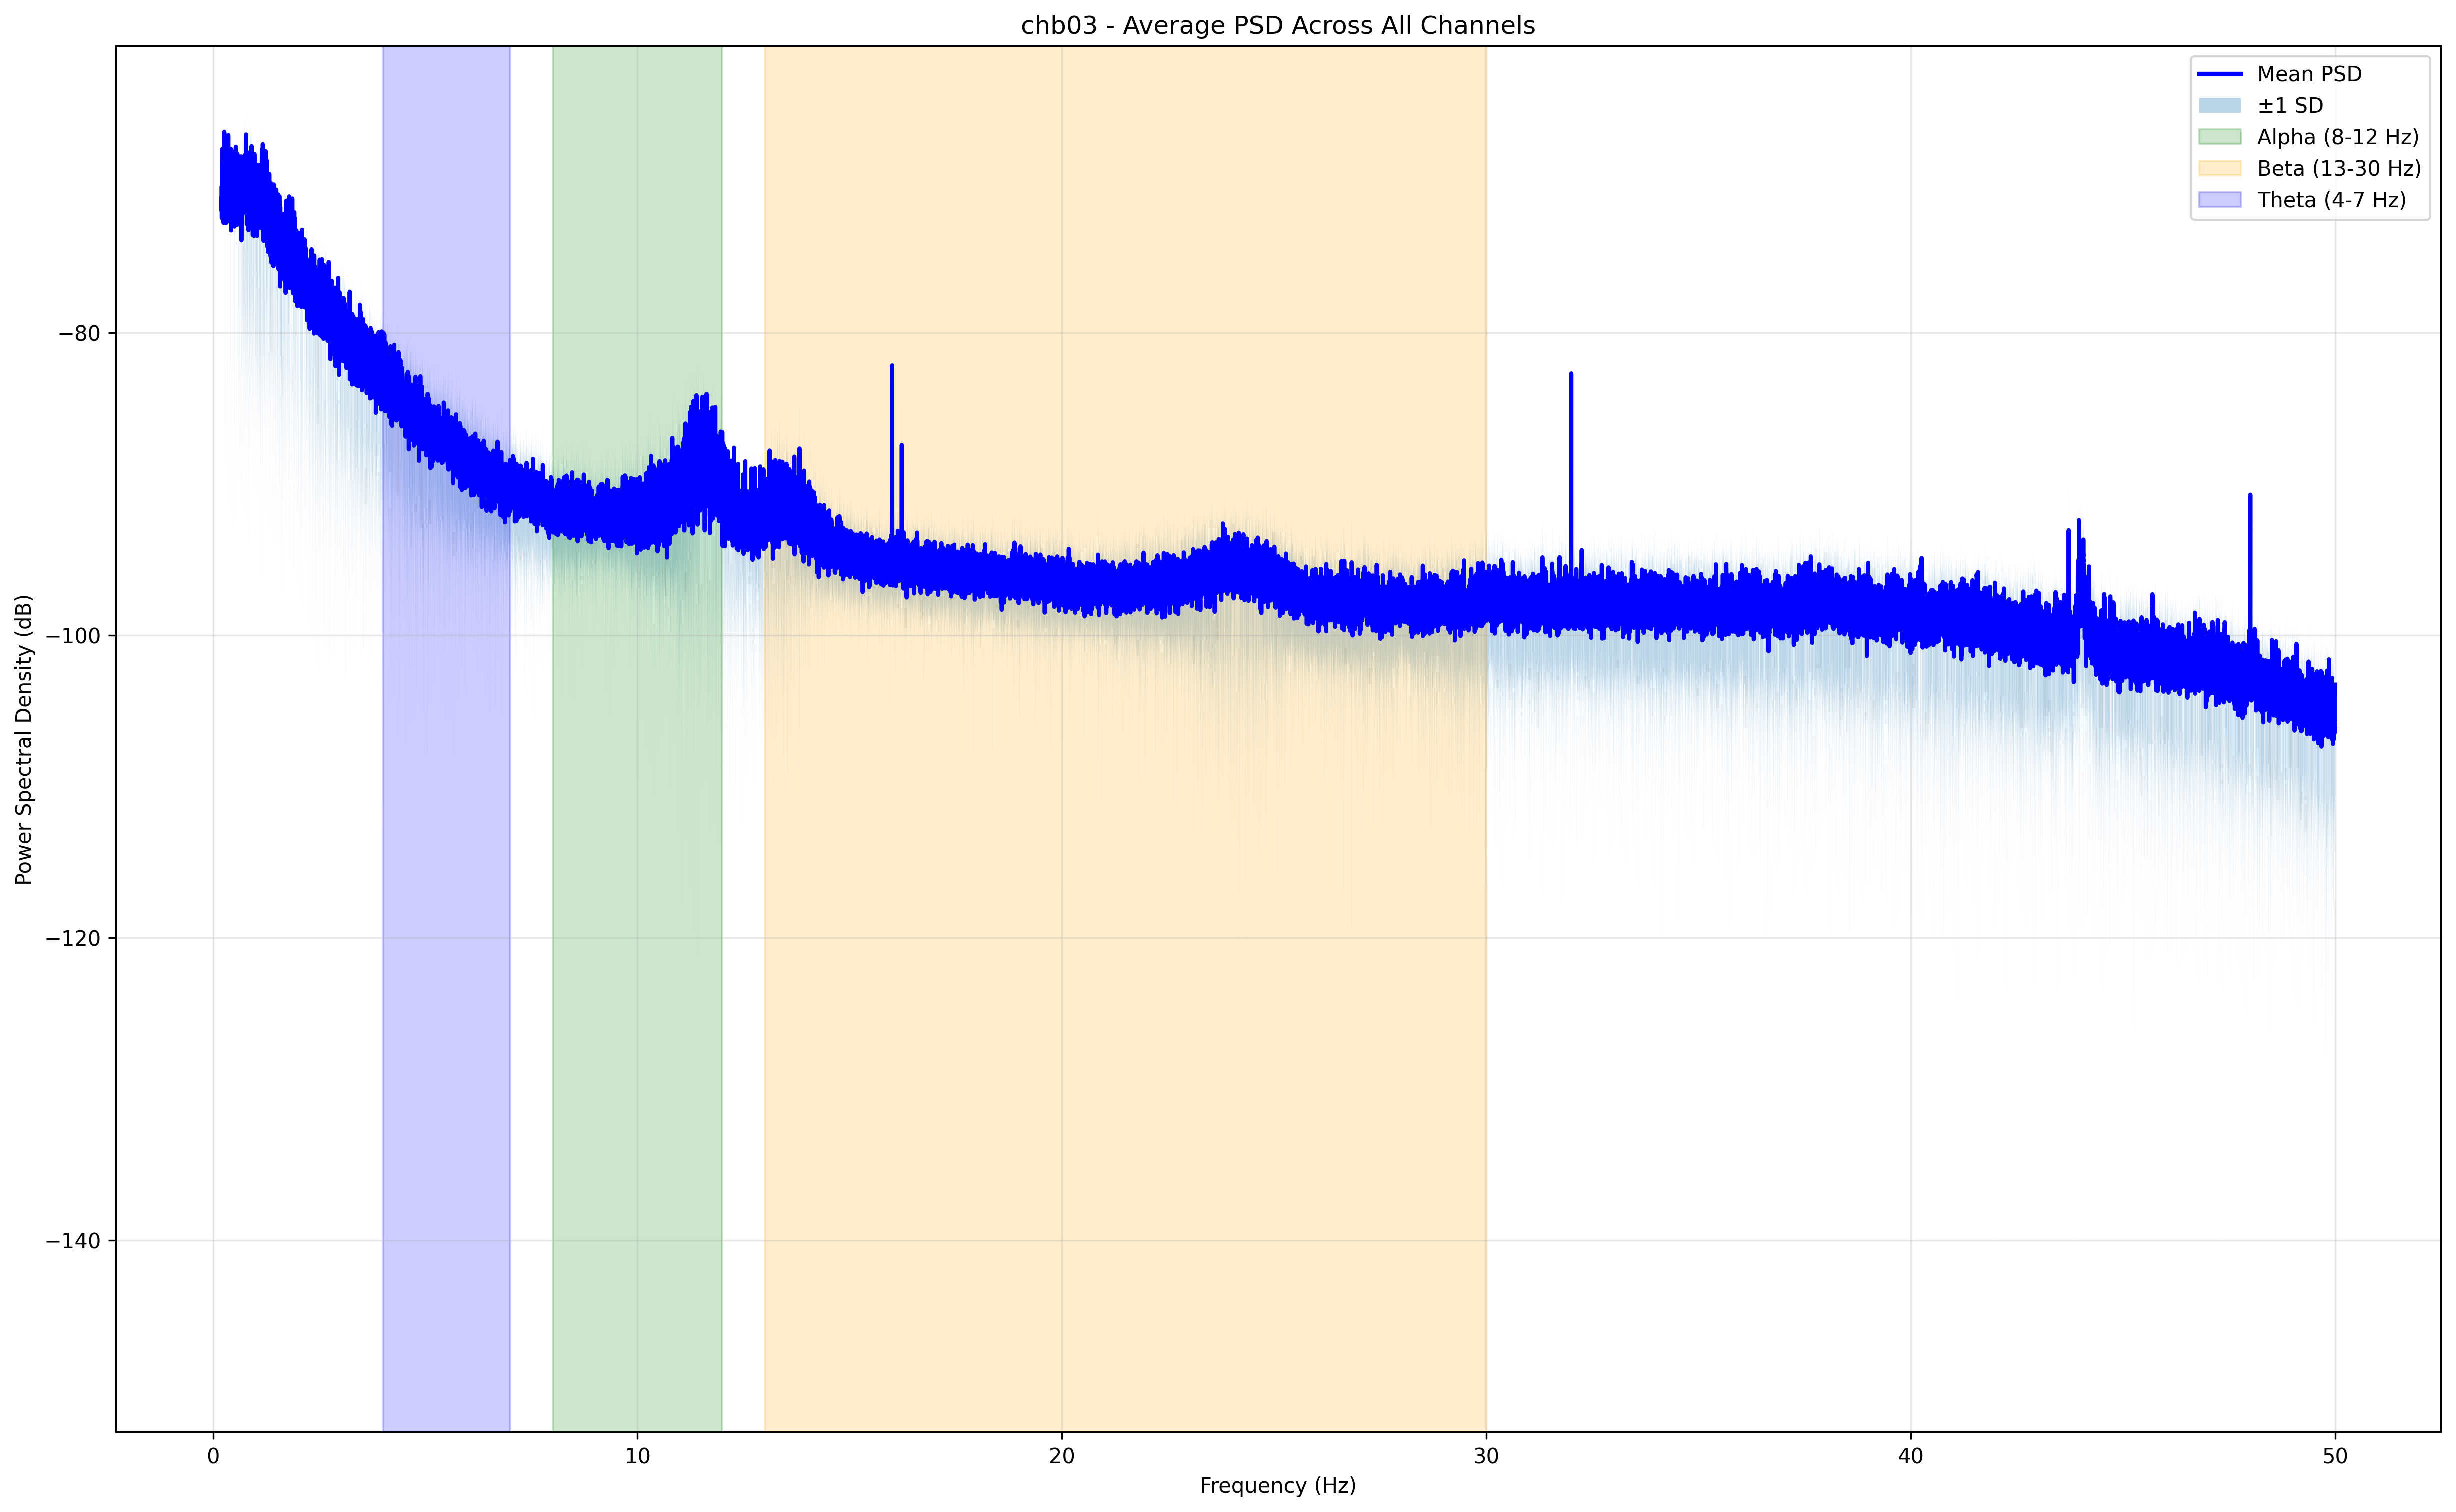 chb03 - Average PSD Across All Channels
Mean PSD
±1 SD
Alpha (8-12 Hz)
Beta (13-30 Hz)
Theta (4-7 Hz)
Power Spectral Density (dB)
−80
−100
−120
−140
0
10
20
30
40
50
Frequency (Hz)